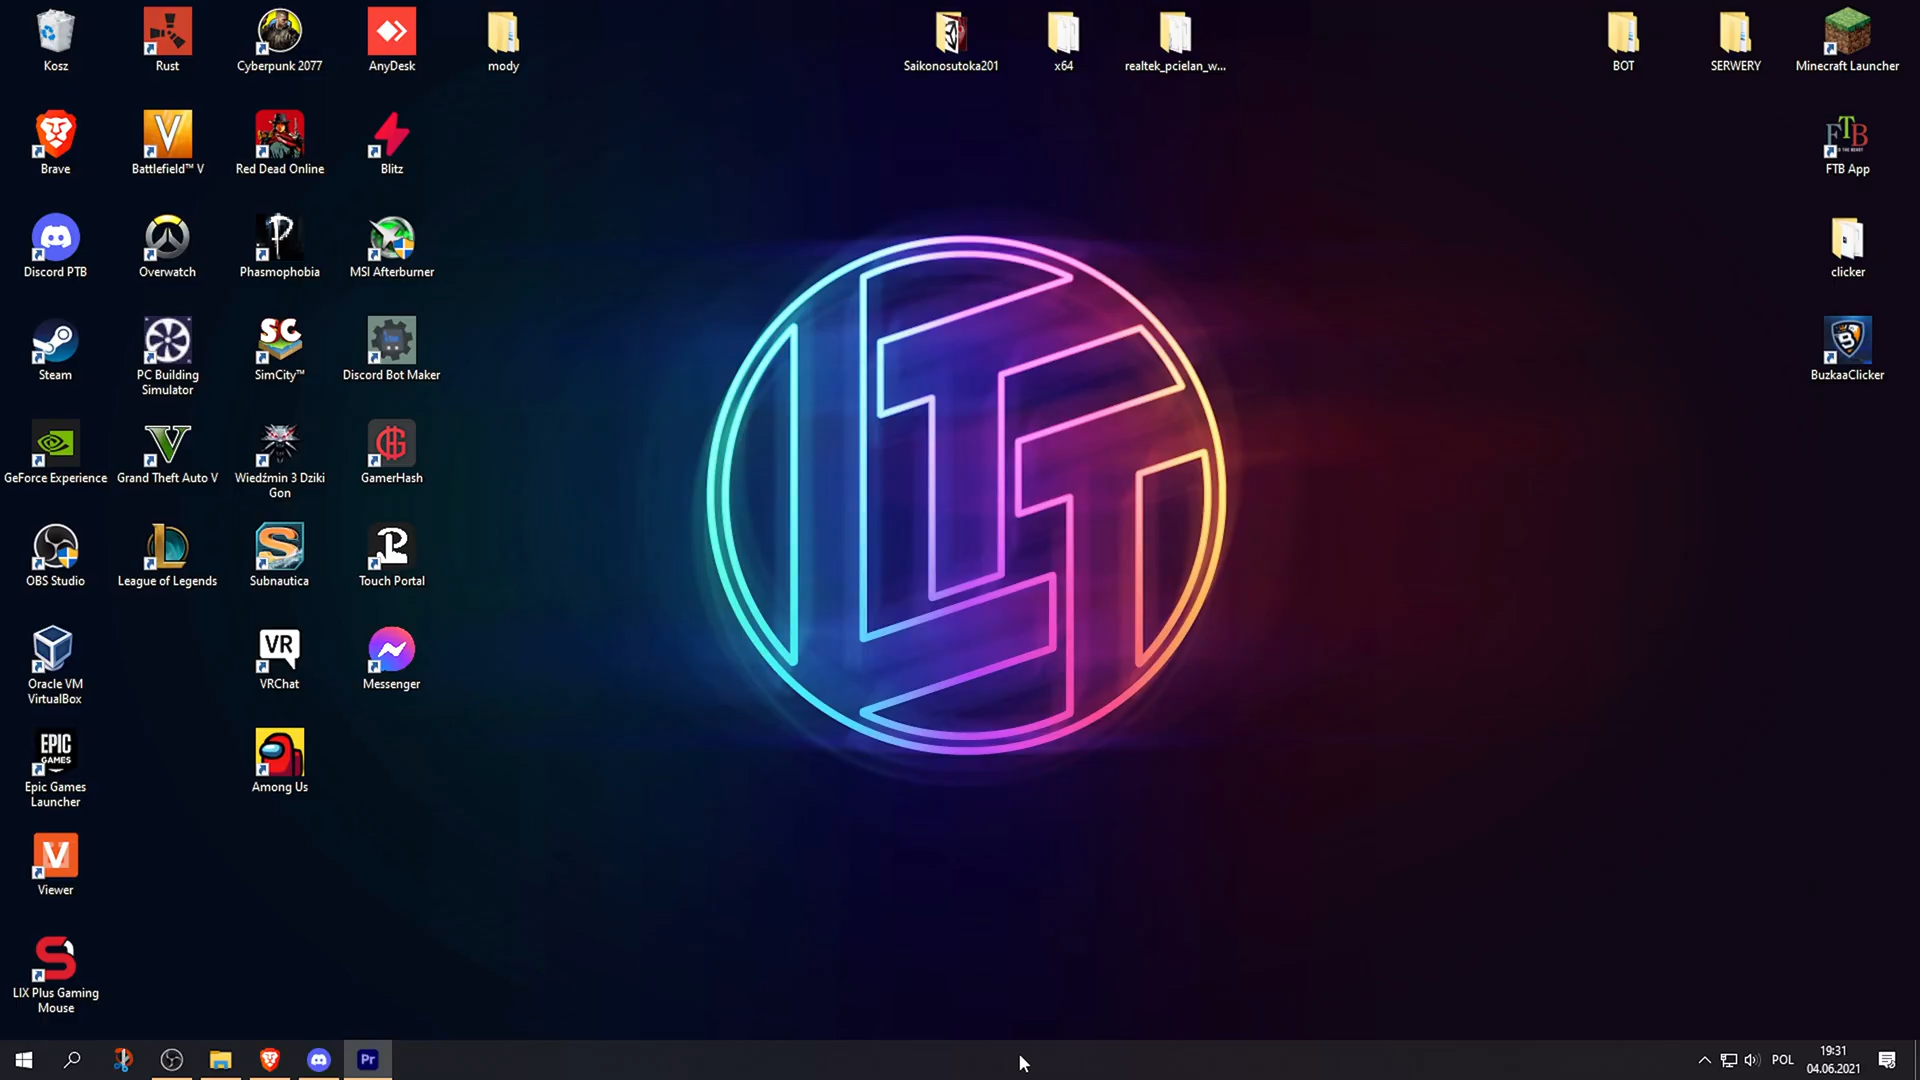 Kosz
Rust
Cyberpunk 2077
AnyDesk
mody
Saikonosutoka201
x64
realtek_pcielan_w...
BOT
SERWERY
Minecraft Launcher
Brave
Battlefield™ V
Red Dead Online
Blitz
FTB App
Discord PTB
Overwatch
Phasmophobia
MSI Afterburner
clicker
Steam
PC Building
Simulator
SimCity™
Discord Bot Maker
BuzkaaClicker
GeForce Experience
Grand Theft Auto V
Wiedźmin 3 Dziki
Gon
GamerHash
OBS Studio
League of Legends
Subnautica
Touch Portal
Oracle VM
VirtualBox
VR
VRChat
Messenger
EPIC
GAMES
Epic Games
Launcher
Among Us
Viewer
LIX Plus Gaming
Mouse
Pr
POL
19:31
04.06.2021